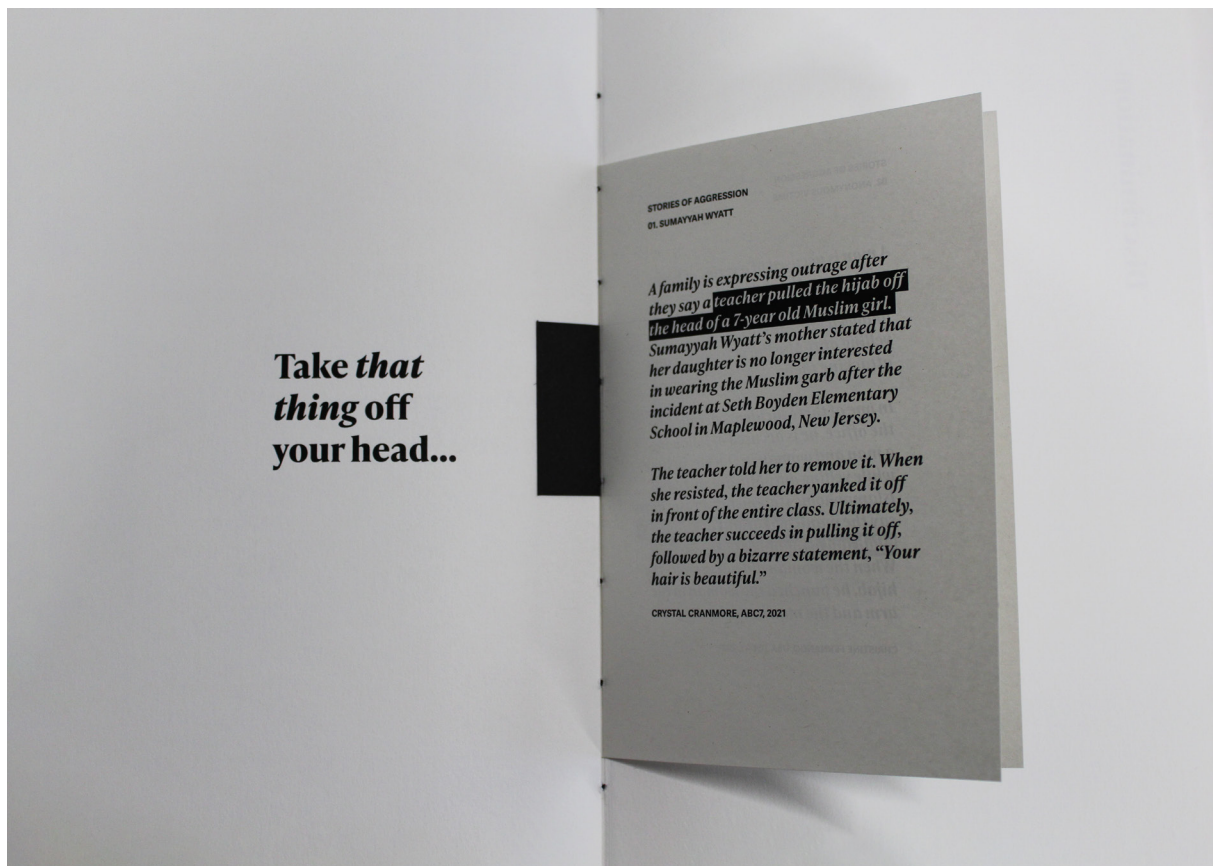 Take that
thing off
your head...
STORIES OF AGGRESSION
01. SUMAYYAH WYATT
A family is expressing outrage after
they say a teacher pulled the hijab off
the head of a 7-year old Muslim girl.
Sumayyah Wyatt’s mother stated that
her daughter is no longer interested
in wearing the Muslim garb after the
incident at Seth Boyden Elementary
School in Maplewood, New Jersey.
The teacher told her to remove it. When
she resisted, the teacher yanked it off
in front of the entire class. Ultimately,
the teacher succeeds in pulling it off,
followed by a bizarre statement, “Your
hair is beautiful.”
CRYSTAL CRANMORE, ABC7, 2021